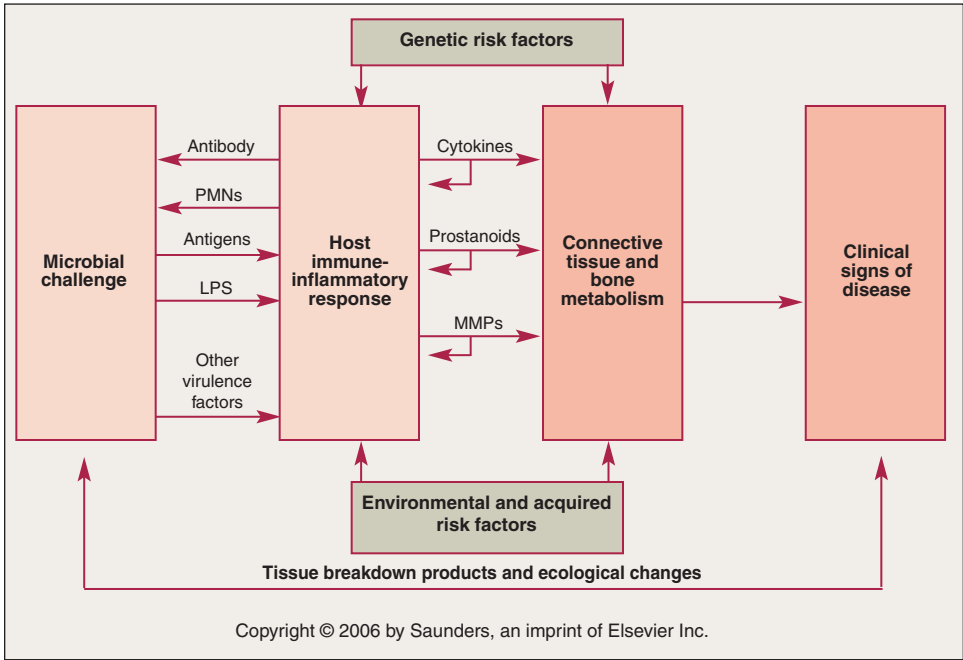 Genetic risk factors
Antibody
PMNs
Antigens
LPS
Other
virulence
factors
Microbial
challenge
Host
immune-
inflammatory
response
Cytokines
Prostanoids
MMPs
Connective
tissue and
bone
metabolism
Clinical
signs of
disease
Environmental and acquired
risk factors
Tissue breakdown products and ecological changes
Copyright © 2006 by Saunders, an imprint of Elsevier Inc.